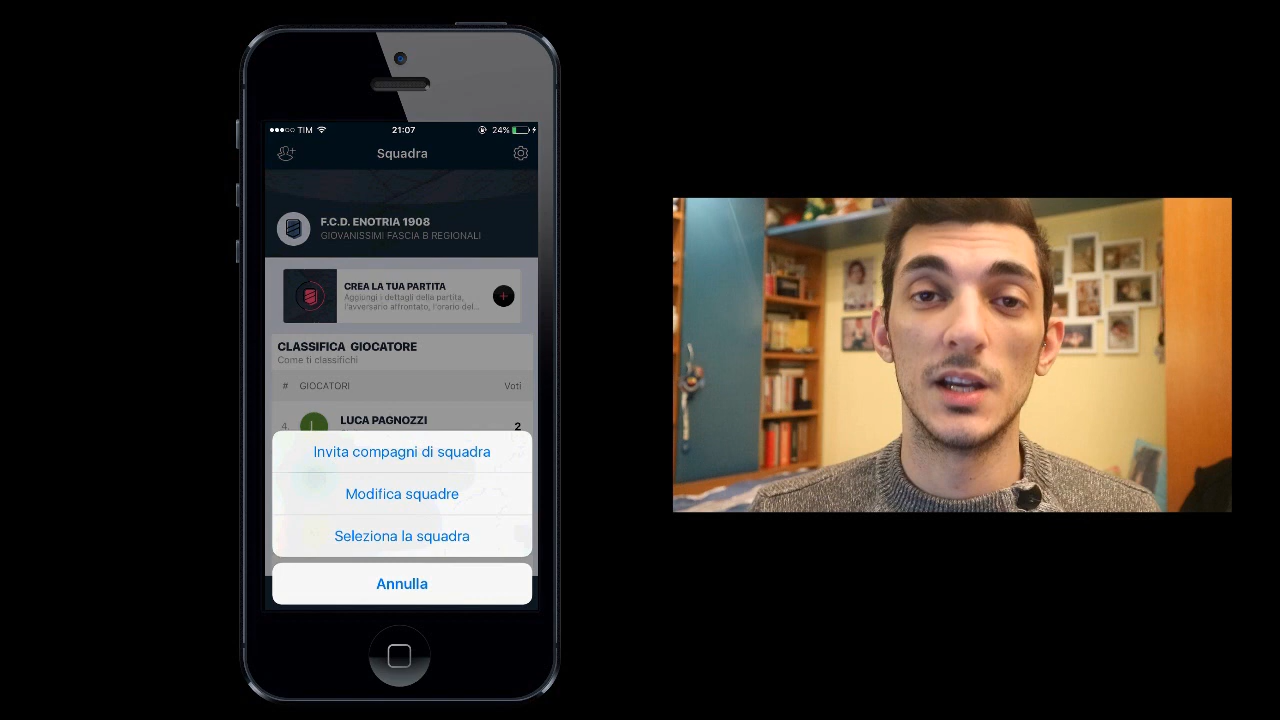 TIM 21:07 24%
Squadra
F.C.D. ENOTRIA 1908
GIOVANISSIMI FASCIA B REGIONALI
CREA LA TUA PARTITA
Aggiungi i dettagli della partita,
l'avversario affrontato, l'orario del...
CLASSIFICA GIOCATORE
Come ti classifichi
# GIOCATORI Voti
4. L LUCA PAGNOZZI 2
Invita compagni di squadra
Modifica squadre
Seleziona la squadra
Annulla